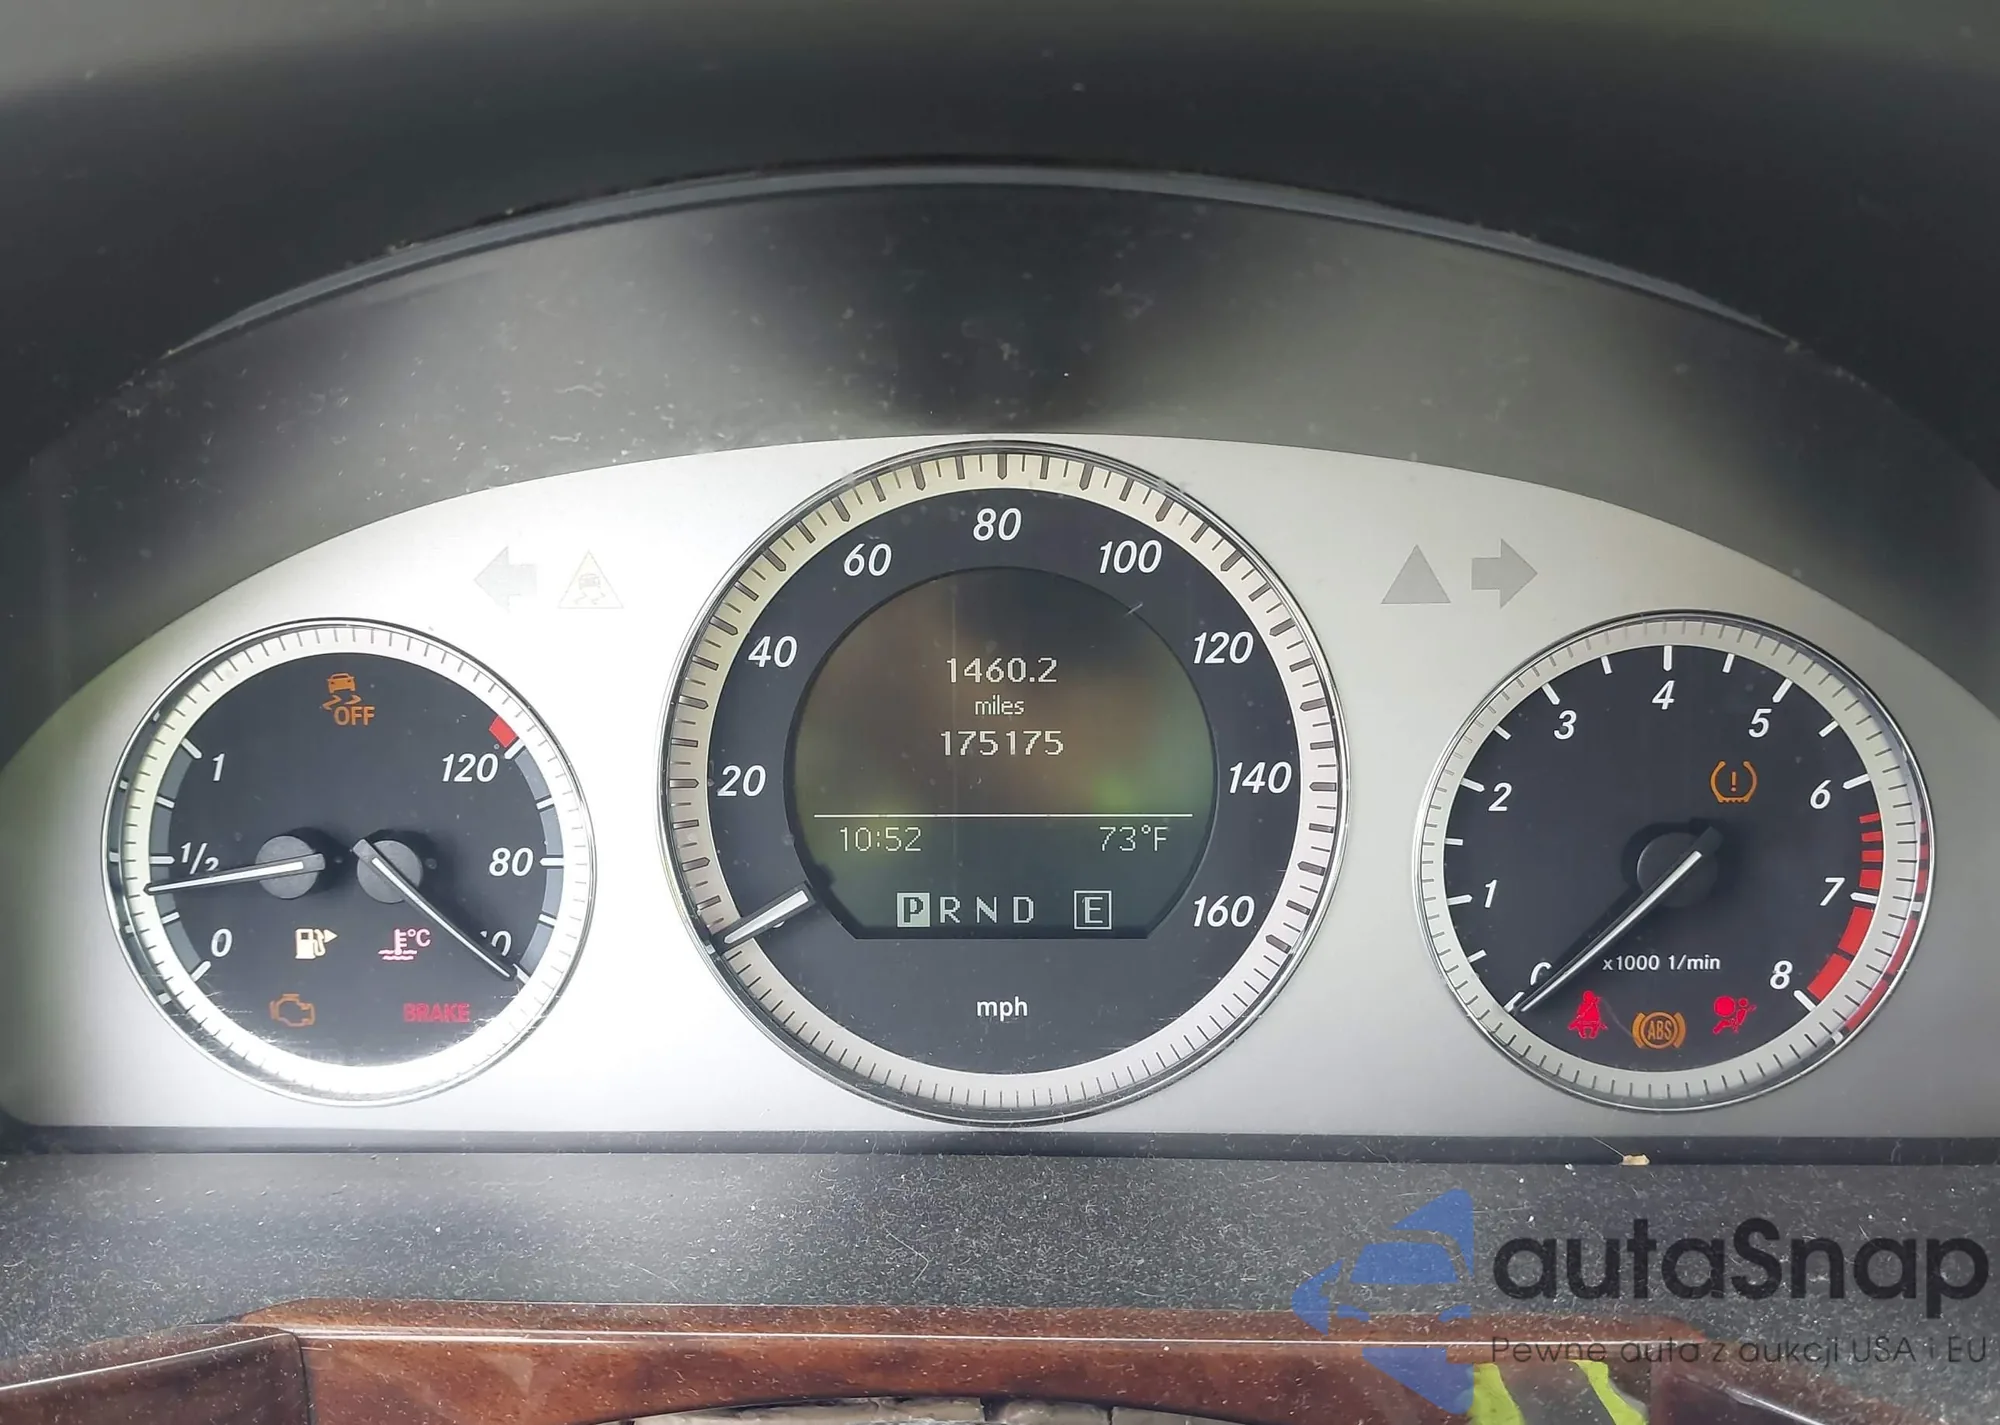 80
60
100
40
120
1460.2
miles
175175
20
140
10:52
73°F
P R N D
E
160
mph
OFF
1
120°
1/2
80
0
°C
BRAKE
4
3
5
2
6
1
7
x1000 1/min
8
ABS
autaSnap
Pewne auta z aukcji USA i EU